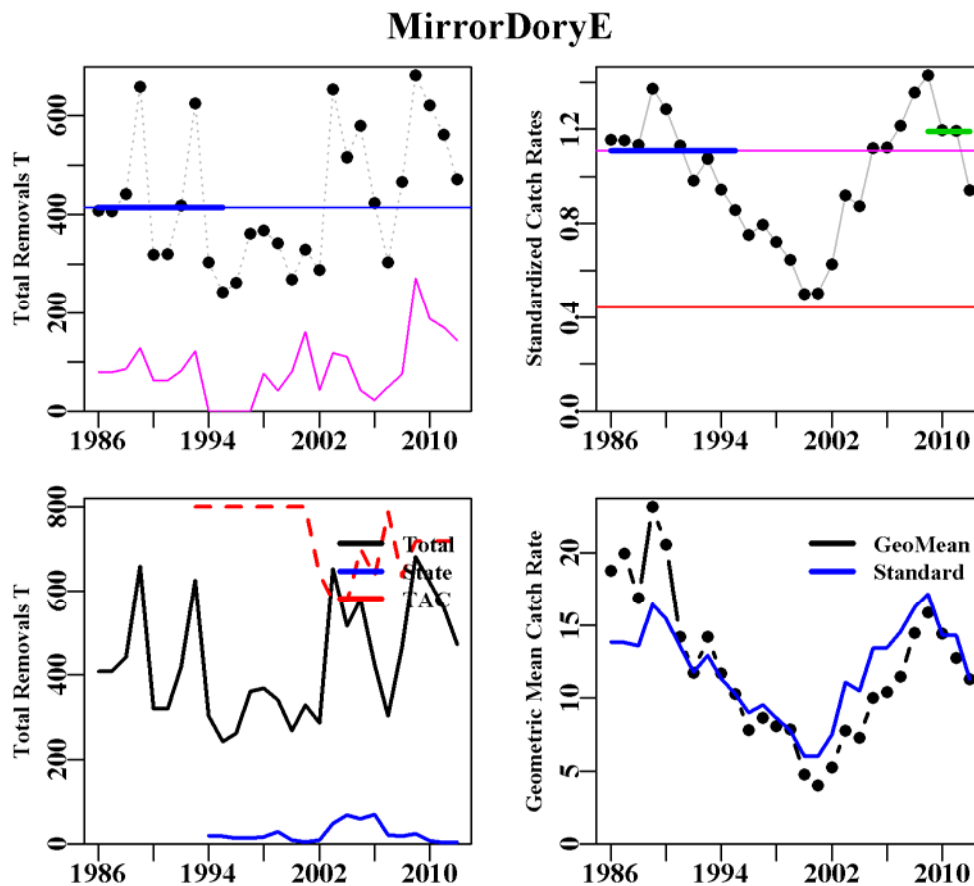 MirrorDoryE
Total Removals T
0 200 400 600
1986 1994 2002 2010
Standardized Catch Rates
0.0 0.4 0.8 1.2
1986 1994 2002 2010
Total Removals T
0 200 400 600 800
Total
State
TAC
1986 1994 2002 2010
Geometric Mean Catch Rate
0 5 10 15 20
GeoMean
Standard
1986 1994 2002 2010